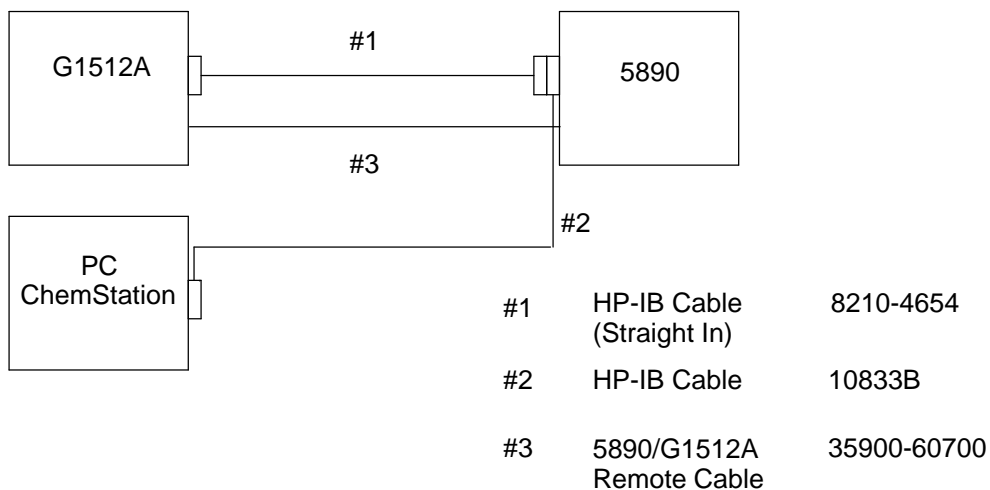 #1
G1512A
5890
#3
#2
PC
ChemStation
#1 HP-IB Cable 8210-4654
(Straight In)
#2 HP-IB Cable 10833B
#3 5890/G1512A 35900-60700
Remote Cable